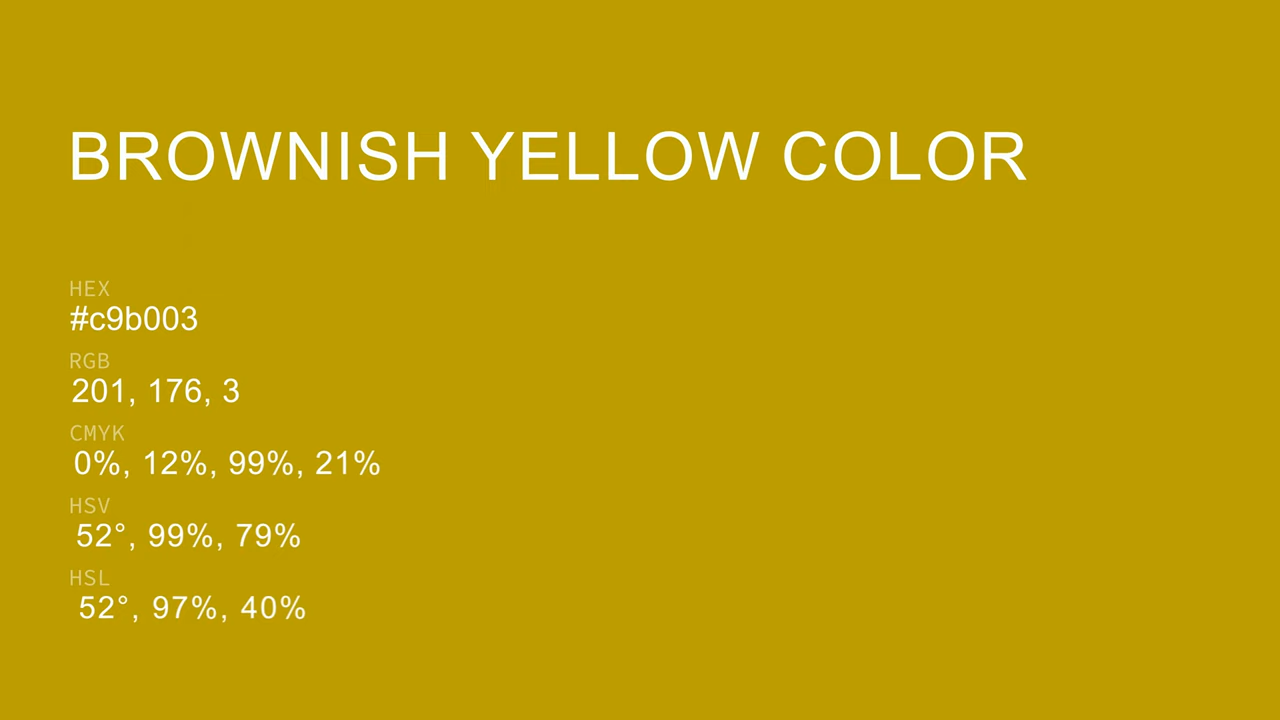 BROWNISH YELLOW COLOR
HEX
#c9b003
RGB
201, 176, 3
CMYK
0%, 12%, 99%, 21%
HSV
52°, 99%, 79%
HSL
52°, 97%, 40%